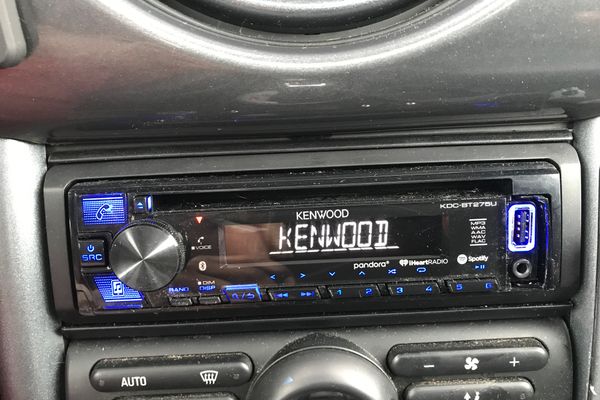 KDC-BT275U
KENWOOD
KENWOOD
SRC
VOICE
MP3
WMA
AAC
WAV
FLAC
pandora
iHeartRADIO
Spotify
BAND
DIM
DISP
1 2 3 4 5 6
AUTO